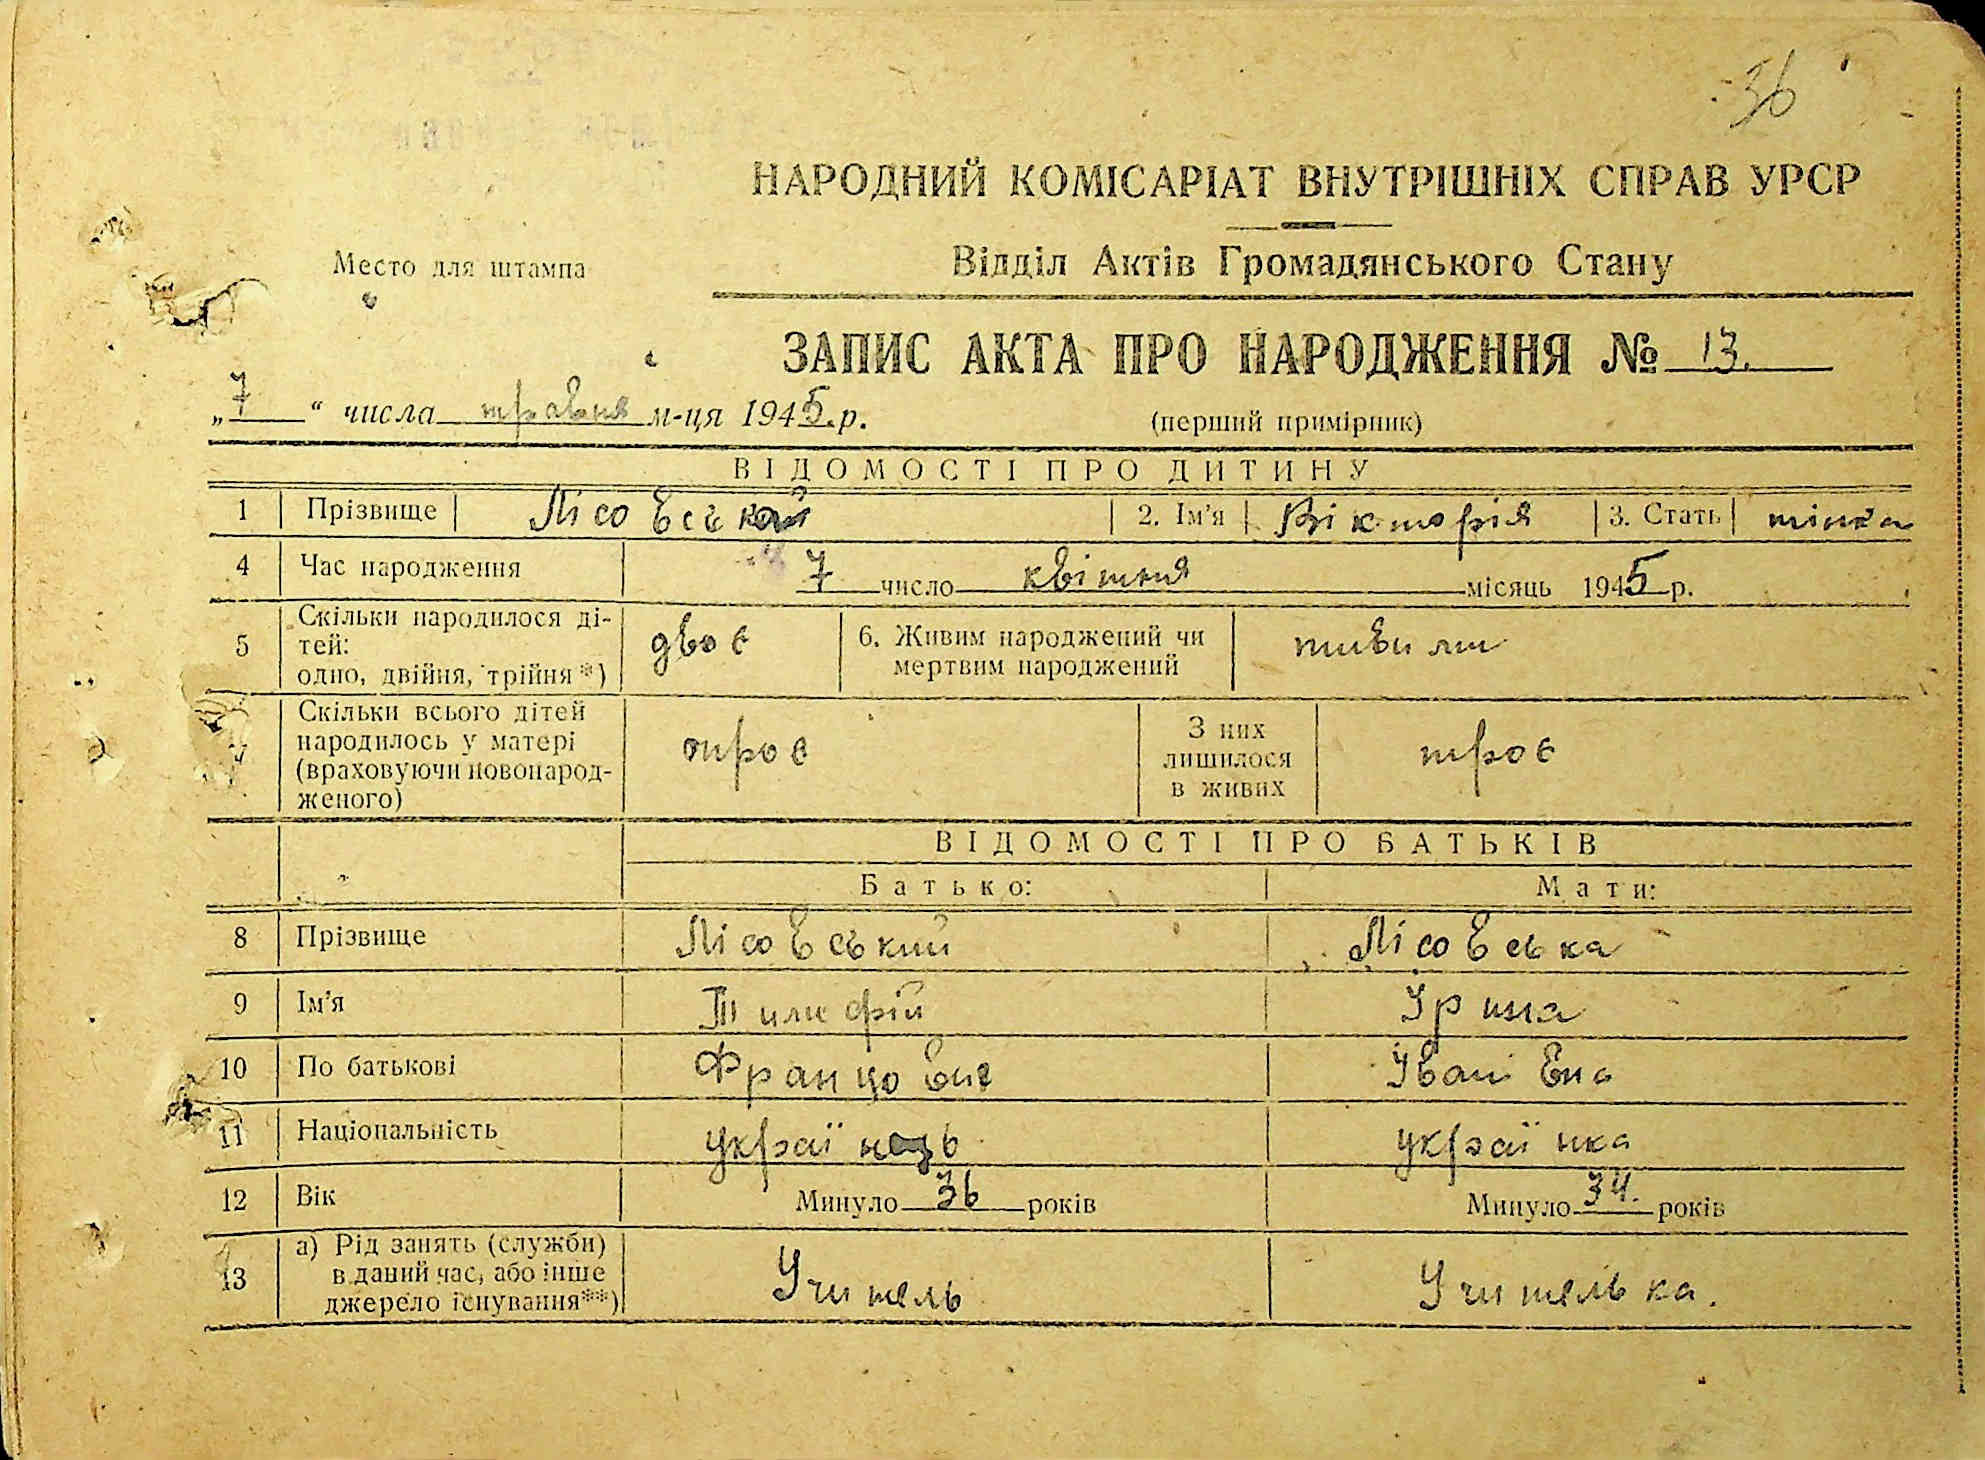 36
НАРОДНИЙ КОМІСАРІАТ ВНУТРІШНІХ СПРАВ УРСР
Место для штампа
Відділ Актів Громадянського Стану
ЗАПИС АКТА ПРО НАРОДЖЕННЯ № 13.
„7“ числа травня м-ця 1945.р.
(перший примірник)
ВІДОМОСТІ ПРО ДИТИНУ
1 Прізвище Лісовський 2. Ім'я Вікторія 3. Стать жінка
4 Час народження 7 число квітня місяць 1945 р.
5 Скільки народилося ді-
тей:
одно, двійня, трійня*) двоє 6. Живим народжений чи
мертвим народжений живими
7 Скільки всього дітей
народилось у матері
(враховуючи новонарод-
женого) троє З них
лишилося
в живих троє
ВІДОМОСТІ ПРО БАТЬКІВ
Батько: Мати:
8 Прізвище Лісовський Лісовська
9 Ім'я Тимофій Ірина
10 По батькові Францович Іванівна
11 Національність українець українка
12 Вік Минуло 36 років Минуло 34. років
13 а) Рід занять (служби)
в даний час, або інше
джерело існування**) Учитель Учителька.